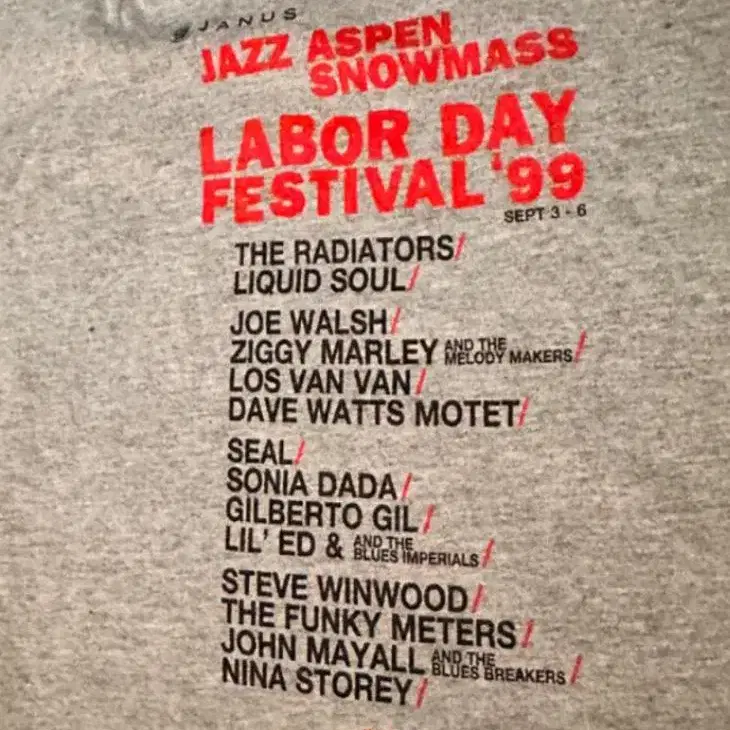 JANUS
JAZZ ASPEN
SNOWMASS
LABOR DAY
FESTIVAL '99
SEPT 3 - 6
THE RADIATORS/
LIQUID SOUL/
JOE WALSH/
ZIGGY MARLEY AND THE MELODY MAKERS/
LOS VAN VAN/
DAVE WATTS MOTET/
SEAL/
SONIA DADA/
GILBERTO GIL/
LIL' ED & AND THE BLUES IMPERIALS/
STEVE WINWOOD/
THE FUNKY METERS/
JOHN MAYALL AND THE BLUES BREAKERS/
NINA STOREY/